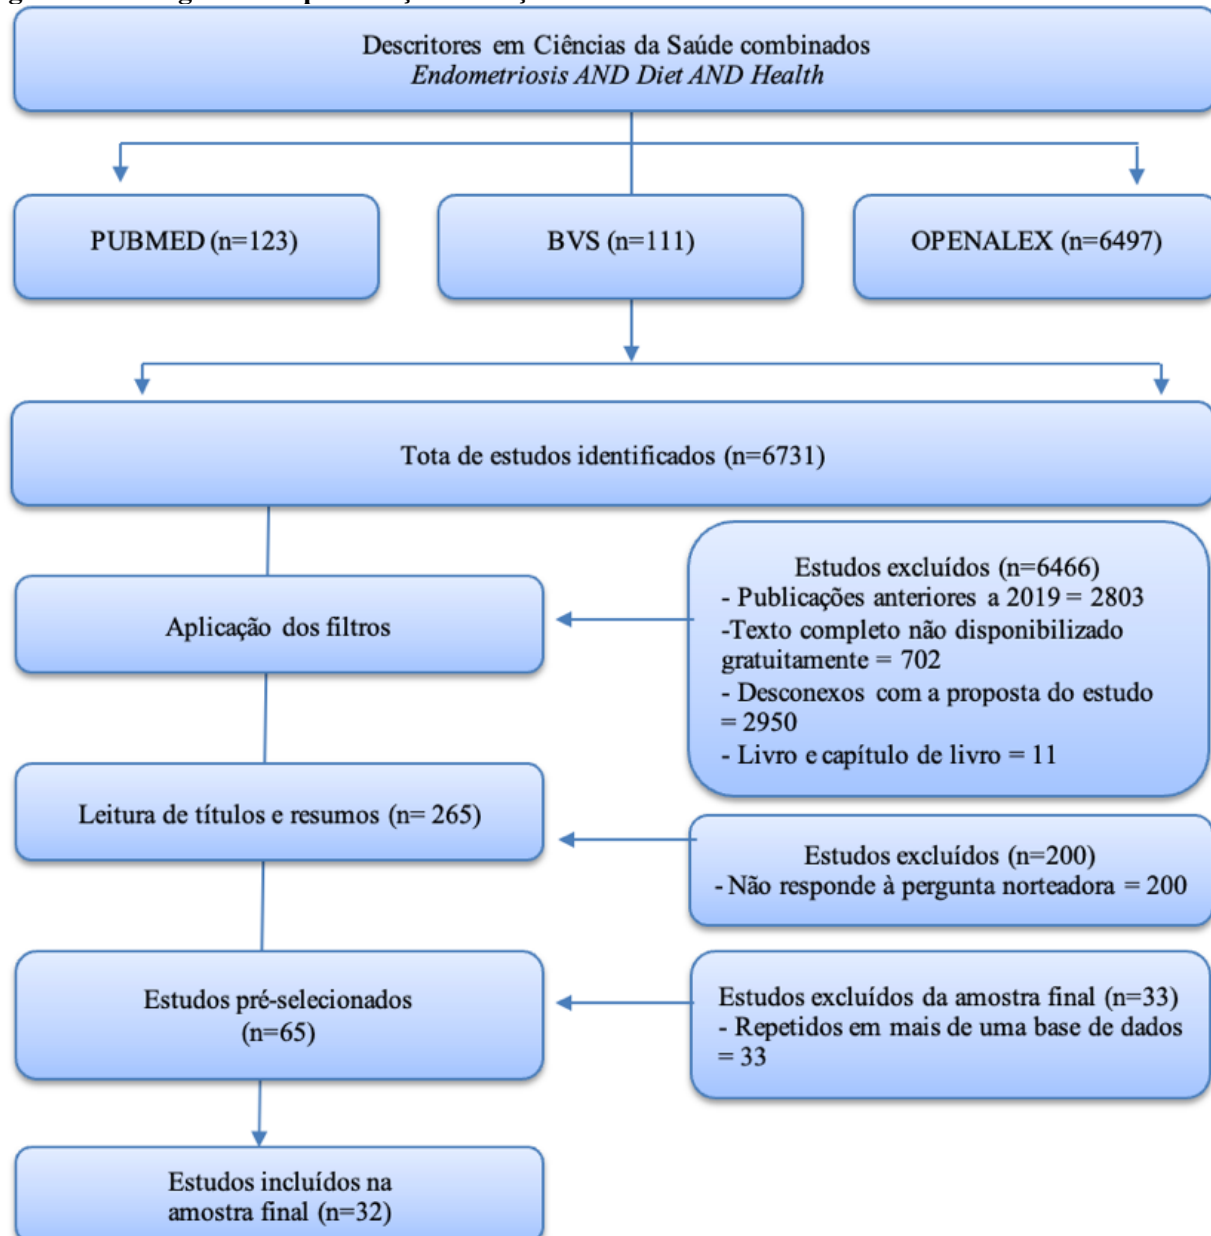 Descritores em Ciências da Saúde combinados
Endometriosis AND Diet AND Health
PUBMED (n=123)
BVS (n=111)
OPENALEX (n=6497)
Tota de estudos identificados (n=6731)
Aplicação dos filtros
Estudos excluídos (n=6466)
- Publicações anteriores a 2019 = 2803
-Texto completo não disponibilizado
gratuitamente = 702
- Desconexos com a proposta do estudo
= 2950
- Livro e capítulo de livro = 11
Leitura de títulos e resumos (n= 265)
Estudos excluídos (n=200)
- Não responde à pergunta norteadora = 200
Estudos pré-selecionados
(n=65)
Estudos excluídos da amostra final (n=33)
- Repetidos em mais de uma base de dados
= 33
Estudos incluídos na
amostra final (n=32)